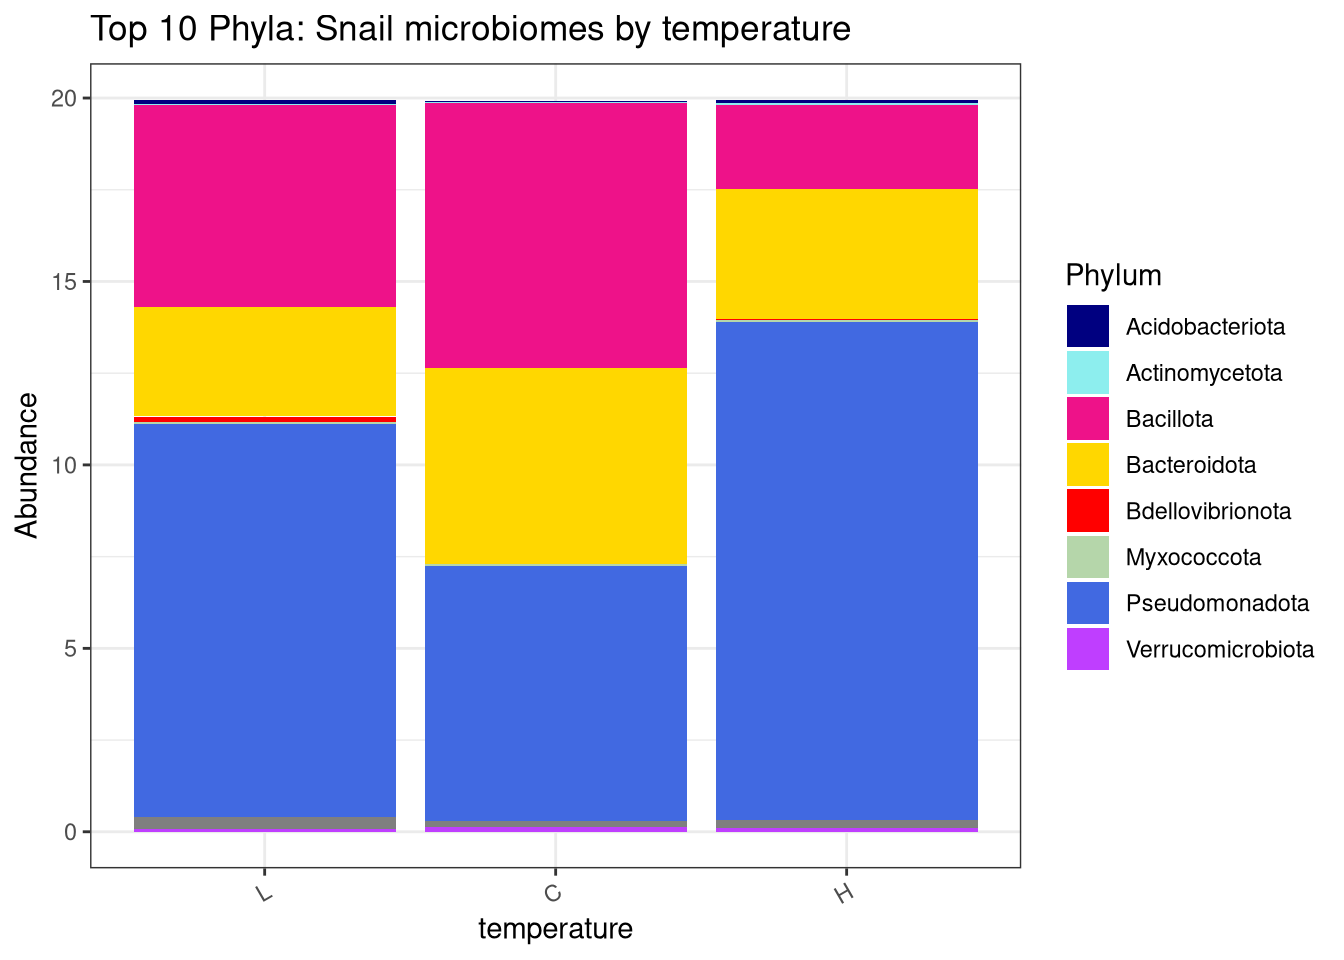 Top 10 Phyla: Snail microbiomes by temperature
20
15
10
5
0
Abundance
L
C
H
temperature
Phylum
Acidobacteriota
Actinomycetota
Bacillota
Bacteroidota
Bdellovibrionota
Myxococcota
Pseudomonadota
Verrucomicrobiota